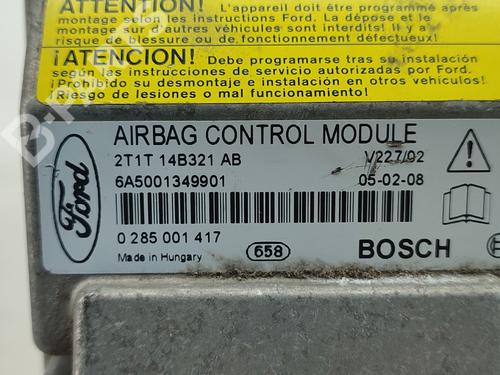 ATTENTION! L'appareil doit être programmé après
montage selon les instructions Ford. La dépose et le
montage sur d'autres véhicules sont interdits! Il y a
risque de blessure ou de fonctionnement défectueux!
¡ATENCION! Debe programarse tras su instalación
según las instrucciones de servicio autorizadas por Ford.
¡Prohibido su desmontaje e instalación en otros vehículos!
Riesgo de lesiones o mal funcionamiento!
Ford
AIRBAG CONTROL MODULE
2T1T 14B321 AB V227/02
6A5001349901 05-02-08
0 285 001 417 658 BOSCH
Made in Hungary